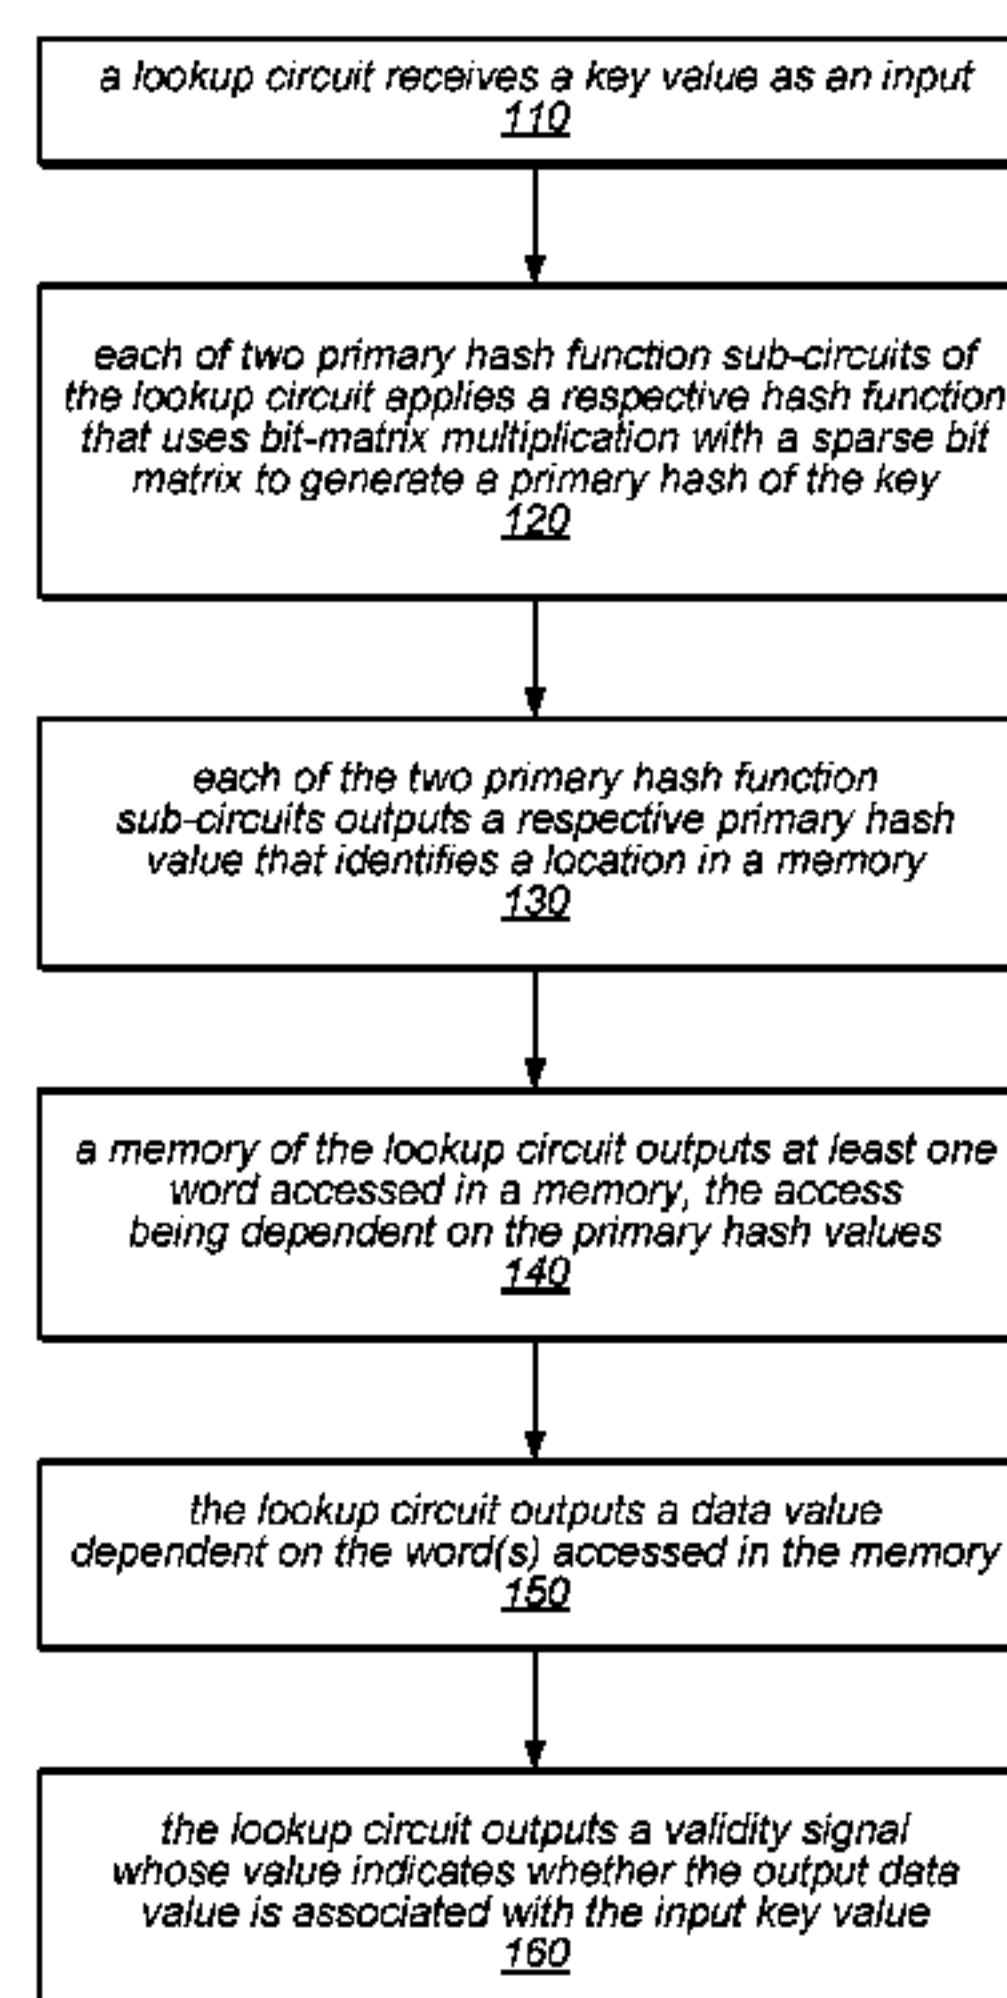 a lookup circuit receives a key value as an input
110
each of two primary hash function sub-circuits of
the lookup circuit applies a respective hash function
that uses bit-matrix multiplication with a sparse bit
matrix to generate a primary hash of the key
120
each of the two primary hash function
sub-circuits outputs a respective primary hash
value that identifies a location in a memory
130
a memory of the lookup circuit outputs at least one
word accessed in a memory, the access
being dependent on the primary hash values
140
the lookup circuit outputs a data value
dependent on the word(s) accessed in the memory
150
the lookup circuit outputs a validity signal
whose value indicates whether the output data
value is associated with the input key value
160